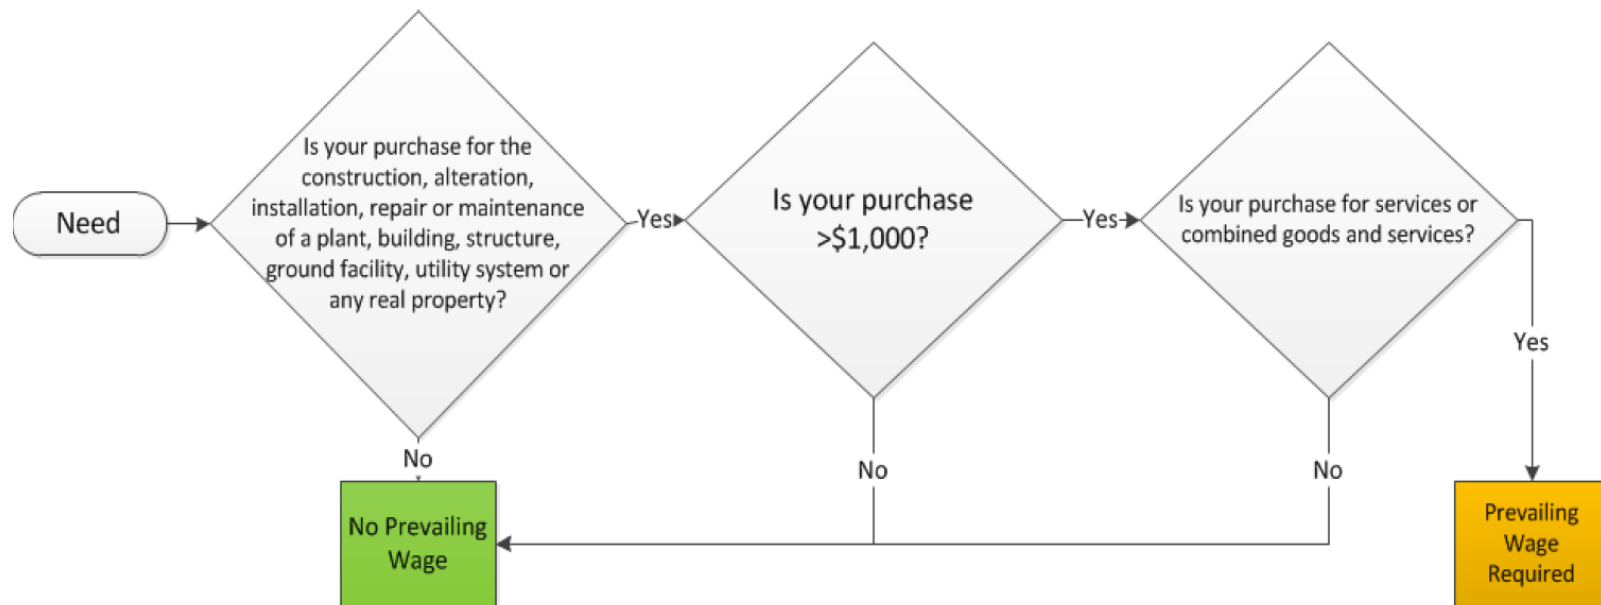 Need
Is your purchase for the
construction, alteration,
installation, repair or maintenance
of a plant, building, structure,
ground facility, utility system or
any real property?
Yes
Is your purchase
>$1,000?
Yes
Is your purchase for services or
combined goods and services?
Yes
No
No
No
No Prevailing
Wage
Prevailing
Wage
Required